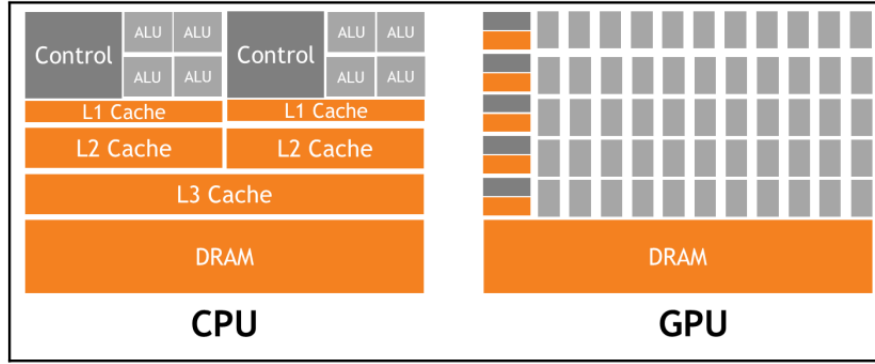 Control ALU ALU Control ALU ALU
ALU ALU ALU ALU
L1 Cache L1 Cache
L2 Cache L2 Cache
L3 Cache
DRAM DRAM
CPU GPU